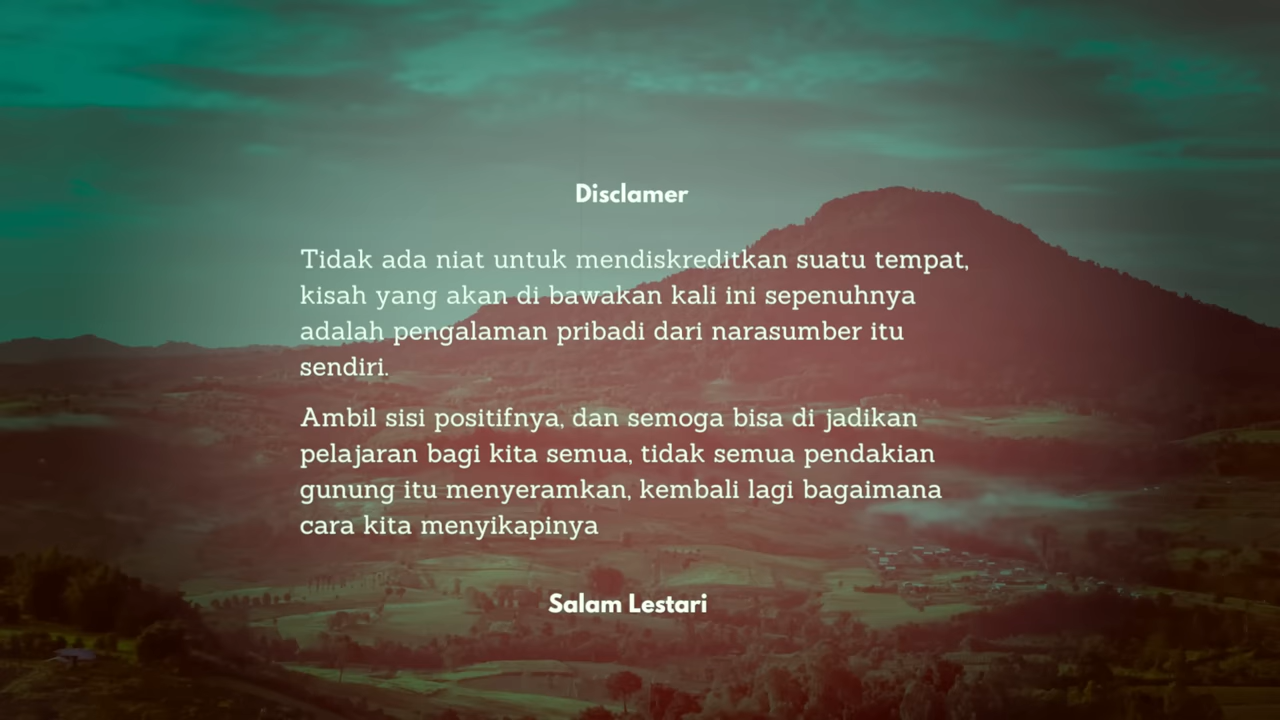 Disclamer
Tidak ada niat untuk mendiskreditkan suatu tempat,
kisah yang akan di bawakan kali ini sepenuhnya
adalah pengalaman pribadi dari narasumber itu
sendiri.
Ambil sisi positifnya, dan semoga bisa di jadikan
pelajaran bagi kita semua, tidak semua pendakian
gunung itu menyeramkan, kembali lagi bagaimana
cara kita menyikapinya
Salam Lestari